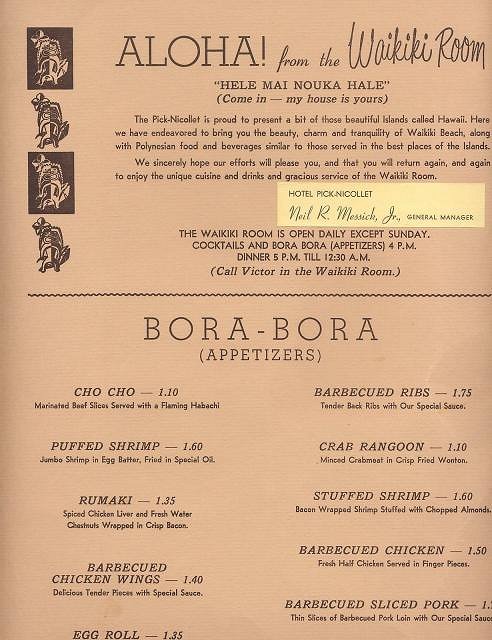 ALOHA! from the Waikiki Room
"HELE MAI NOUKA HALE"
(Come in — my house is yours)
The Pick-Nicollet is proud to present a bit of those beautiful Islands called Hawaii. Here
we have endeavored to bring you the beauty, charm and tranquility of Waikiki Beach, along
with Polynesian food and beverages similar to those served in the best places of the Islands.
We sincerely hope our efforts will please you, and that you will return again, and again
to enjoy the unique cuisine and drinks and gracious service of the Waikiki Room.
HOTEL PICK-NICOLLET
Neil R. Messick, Jr., GENERAL MANAGER
THE WAIKIKI ROOM IS OPEN DAILY EXCEPT SUNDAY.
COCKTAILS AND BORA BORA (APPETIZERS) 4 P.M.
DINNER 5 P.M. TILL 12:30 A.M.
(Call Victor in the Waikiki Room.)
BORA-BORA
(APPETIZERS)
CHO CHO — 1.10
Marinated Beef Slices Served with a Flaming Habachi
PUFFED SHRIMP — 1.60
Jumbo Shrimp in Egg Batter, Fried in Special Oil.
RUMAKI — 1.35
Spiced Chicken Liver and Fresh Water
Chestnuts Wrapped in Crisp Bacon.
BARBECUED
CHICKEN WINGS — 1.40
Delicious Tender Pieces with Special Sauce.
EGG ROLL — 1.35
BARBECUED RIBS — 1.75
Tender Back Ribs with Our Special Sauce.
CRAB RANGOON — 1.10
Minced Crabmeat in Crisp Fried Wonton.
STUFFED SHRIMP — 1.60
Bacon Wrapped Shrimp Stuffed with Chopped Almonds.
BARBECUED CHICKEN — 1.50
Fresh Half Chicken Served in Finger Pieces.
BARBECUED SLICED PORK —
Thin Slices of Barbecued Pork Loin with Our Special